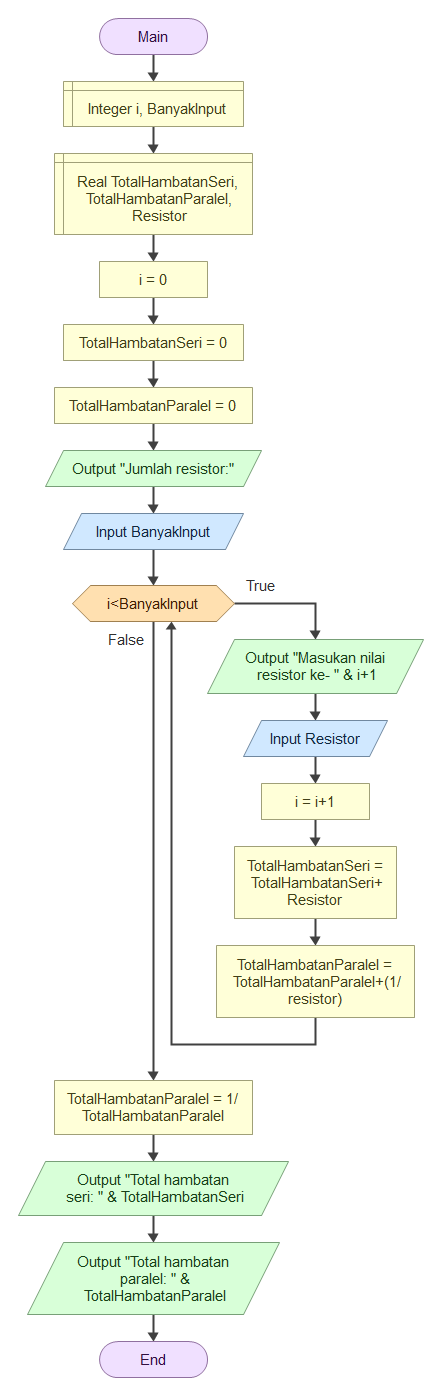 Main
Integer i, BanyakInput
Real TotalHambatanSeri,
TotalHambatanParalel,
Resistor
i = 0
TotalHambatanSeri = 0
TotalHambatanParalel = 0
Output "Jumlah resistor:"
Input BanyakInput
i<BanyakInput
True
False
Output "Masukan nilai
resistor ke- " & i+1
Input Resistor
i = i+1
TotalHambatanSeri =
TotalHambatanSeri+
Resistor
TotalHambatanParalel =
TotalHambatanParalel+(1/
resistor)
TotalHambatanParalel = 1/
TotalHambatanParalel
Output "Total hambatan
seri: " & TotalHambatanSeri
Output "Total hambatan
paralel: " &
TotalHambatanParalel
End